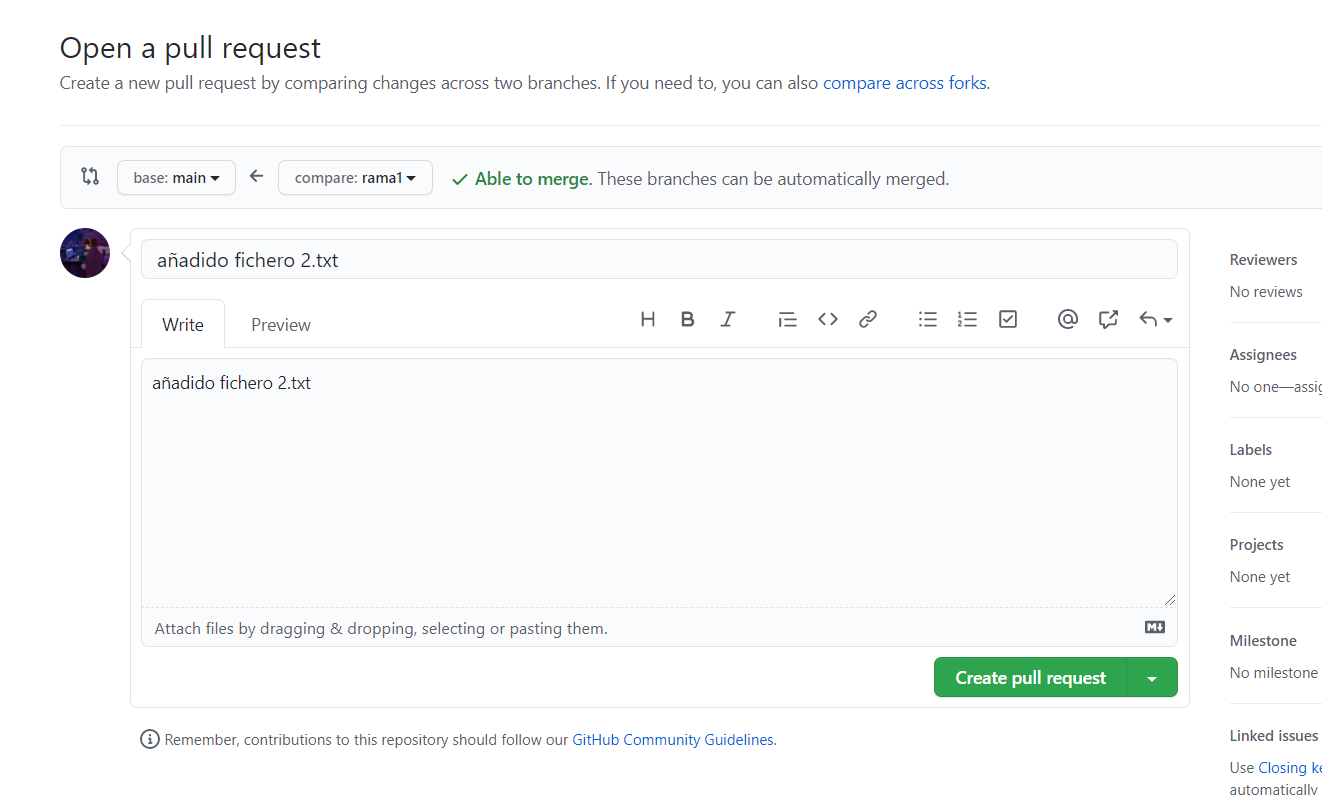 Open a pull request
Create a new pull request by comparing changes across two branches. If you need to, you can also compare across forks.
base: main compare: rama1 Able to merge. These branches can be automatically merged.
añadido fichero 2.txt
Write Preview
añadido fichero 2.txt
Attach files by dragging & dropping, selecting or pasting them.
Create pull request
Remember, contributions to this repository should follow our GitHub Community Guidelines.
Reviewers
No reviews
Assignees
No one—assig
Labels
None yet
Projects
None yet
Milestone
No milestone
Linked issues
Use Closing ke
automatically